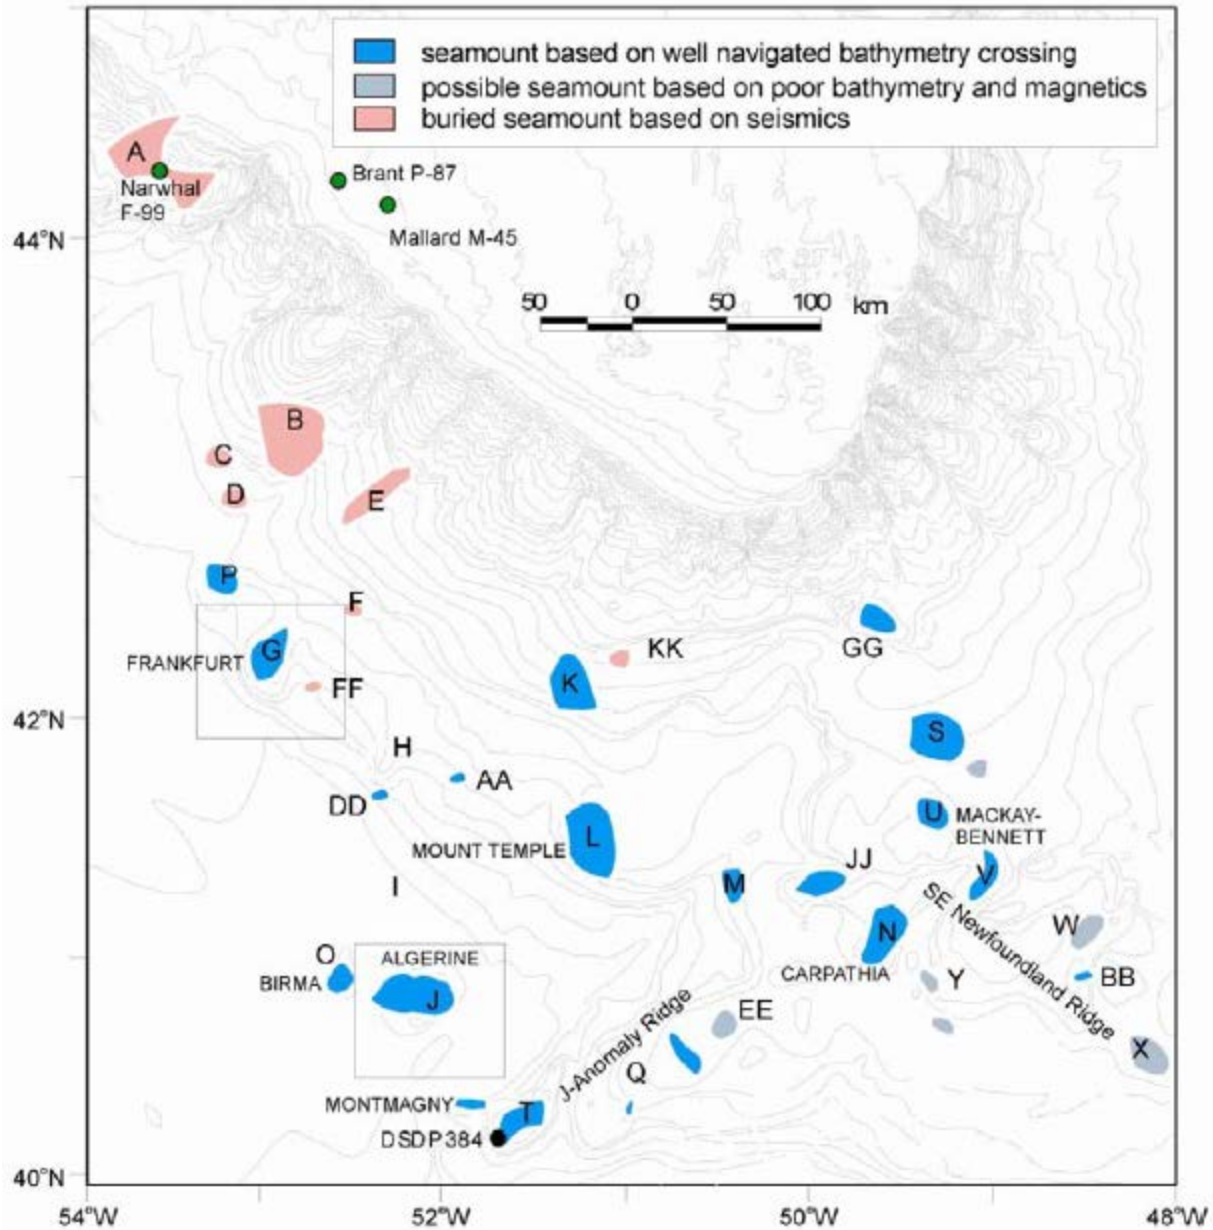 seamount based on well navigated bathymetry crossing
possible seamount based on poor bathymetry and magnetics
buried seamount based on seismics
A
Narwhal
F-99
Brant P-87
Mallard M-45
44°N
50 0 50 100 km
B
C
D
E
P
F
G
FRANKFURT
FF
KK
K
GG
42°N
H
AA
DD
S
U
MACKAY-
BENNETT
L
MOUNT TEMPLE
I
M
JJ
V
SE Newfoundland Ridge
N
CARPATHIA
W
BB
Y
X
O
BIRMA
ALGERINE
J
J-Anomaly Ridge
EE
Q
MONTMAGNY
T
DSDP384
40°N
54°W
52°W
50°W
48°W